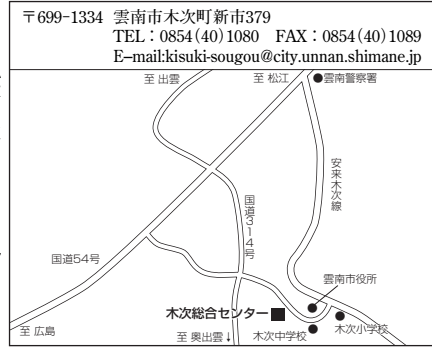 〒699-1334 雲南市木次町新市379
TEL：0854(40)1080　FAX：0854(40)1089
E-mail:kisuki-sougou@city.unnan.shimane.jp
至 出雲
至 松江
雲南警察署
安来木次線
国道314号
国道54号
雲南市役所
木次総合センター
木次小学校
木次中学校
至 広島
至 奥出雲↓